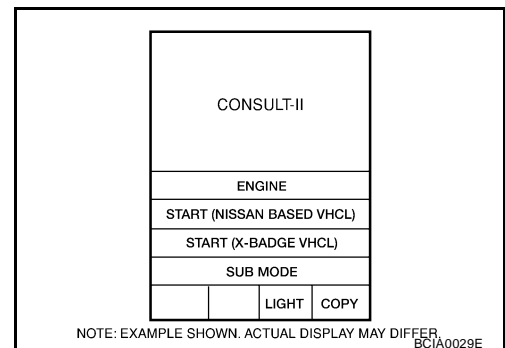 CONSULT-II
ENGINE
START (NISSAN BASED VHCL)
START (X-BADGE VHCL)
SUB MODE
LIGHT COPY
NOTE: EXAMPLE SHOWN. ACTUAL DISPLAY MAY DIFFER.
BCIA0029E